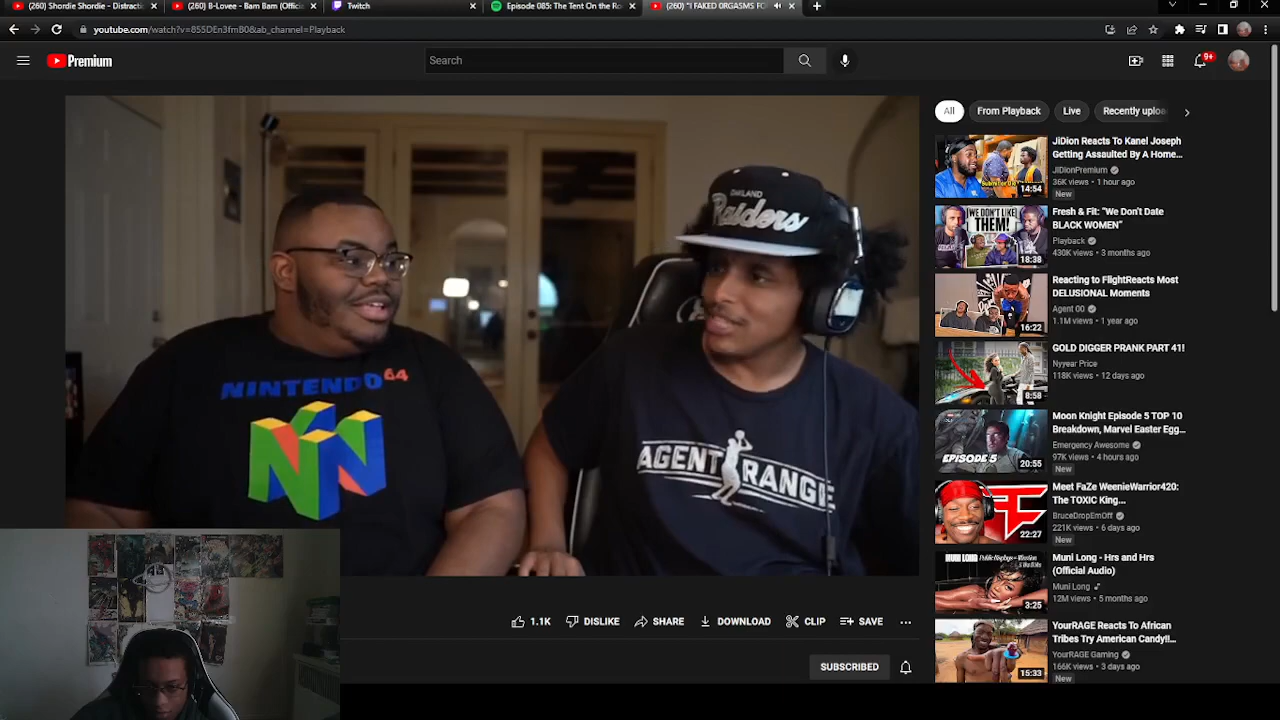 (260) Shordie Shordie - Distracti
(260) B-Lovee - Bam Bam (Offici
Twitch
Episode 085: The Tent On the Ro
(260) "I FAKED ORGASMS FO
youtube.com/watch?v=855DEn3fmB0&ab_channel=Playback
Premium
Search
9+
All
From Playback
Live
Recently uploa
OAKLAND
Raiders
NINTENDO 64
AGENT RANGE
JiDion Reacts To Kanel Joseph
Getting Assaulted By A Home...
JiDionPremium
36K views • 1 hour ago
New
14:54
WE DON'T LIKE
THEM!
18:38
Fresh & Fit: "We Don't Date
BLACK WOMEN"
Playback
430K views • 3 months ago
16:22
Reacting to FlightReacts Most
DELUSIONAL Moments
Agent 00
1.1M views • 1 year ago
8:58
GOLD DIGGER PRANK PART 41!
Nyyear Price
118K views • 12 days ago
EPISODE 5
20:55
Moon Knight Episode 5 TOP 10
Breakdown, Marvel Easter Egg...
Emergency Awesome
97K views • 4 hours ago
New
22:27
Meet FaZe WeenieWarrior420:
The TOXIC King...
BruceDropEmOff
221K views • 6 days ago
New
MUNI LONG
3:25
Muni Long - Hrs and Hrs
(Official Audio)
Muni Long
12M views • 5 months ago
15:33
YourRAGE Reacts To African
Tribes Try American Candy!!...
YourRAGE Gaming
166K views • 3 days ago
New
1.1K
DISLIKE
SHARE
DOWNLOAD
CLIP
SAVE
SUBSCRIBED